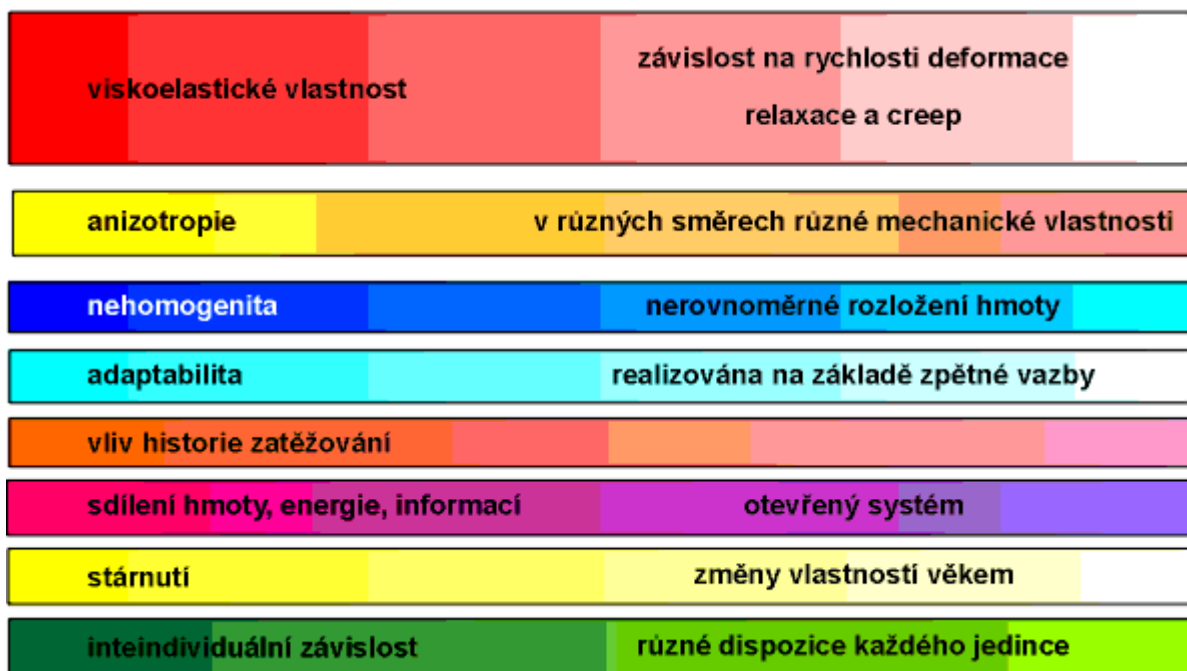 viskoelastické vlastnost
závislost na rychlosti deformace
relaxace a creep
anizotropie
v různých směrech různé mechanické vlastnosti
nehomogenita
nerovnoměrné rozložení hmoty
adaptabilita
realizována na základě zpětné vazby
vliv historie zatěžování
sdílení hmoty, energie, informací
otevřený systém
stárnutí
změny vlastností věkem
inteindividuální závislost
různé dispozice každého jedince